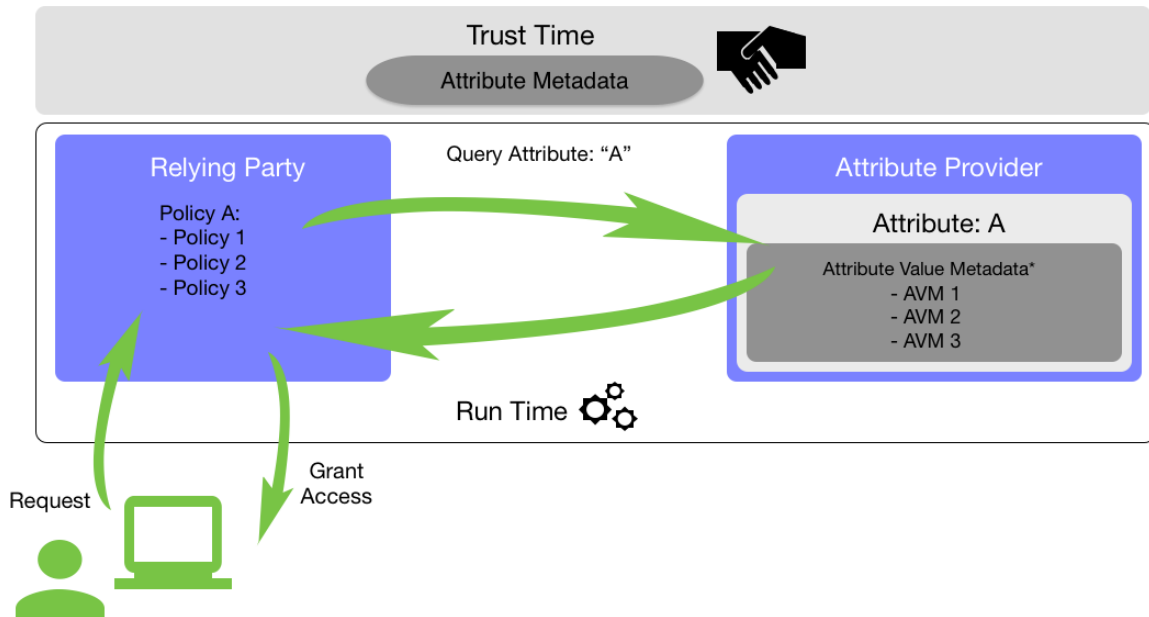 Trust Time
Attribute Metadata
Relying Party
Policy A:
- Policy 1
- Policy 2
- Policy 3
Query Attribute: “A”
Attribute Provider
Attribute: A
Attribute Value Metadata*
- AVM 1
- AVM 2
- AVM 3
Run Time
Request
Grant
Access